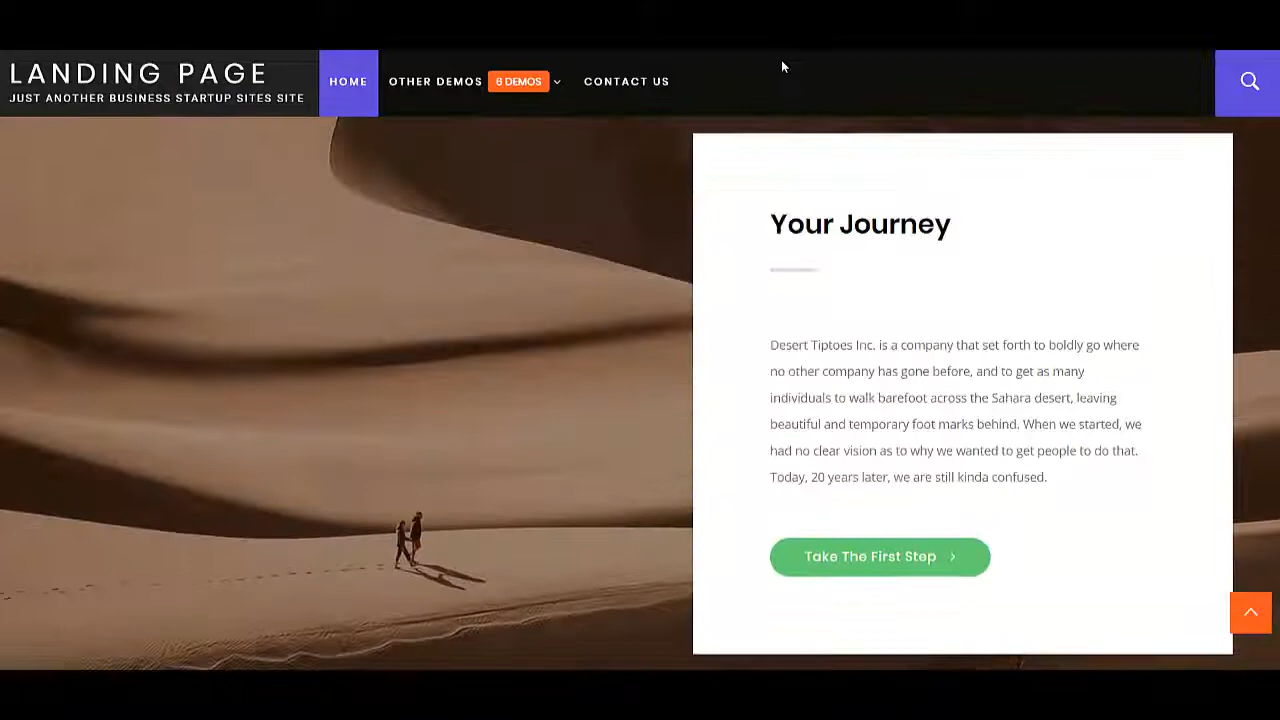 LANDING PAGE
JUST ANOTHER BUSINESS STARTUP SITES SITE
HOME
OTHER DEMOS 6 DEMOS
CONTACT US
Your Journey
Desert Tiptoes Inc. is a company that set forth to boldly go where
no other company has gone before, and to get as many
individuals to walk barefoot across the Sahara desert, leaving
beautiful and temporary foot marks behind. When we started, we
had no clear vision as to why we wanted to get people to do that.
Today, 20 years later, we are still kinda confused.
Take The First Step